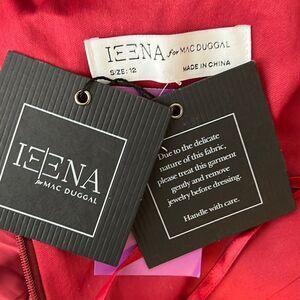 IEENA for MAC DUGGAL
SIZE: 12 MADE IN CHINA
IEENA
for MAC DUGGAL
Due to the delicate
nature of this fabric,
please treat this garment
gently and remove
jewelry before dressing.
Handle with care.